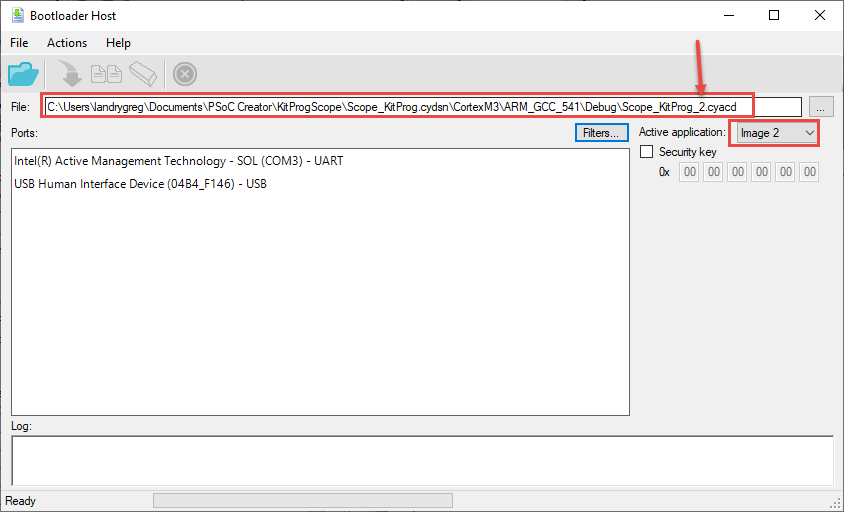 Bootloader Host
File Actions Help
File: C:\Users\landrygreg\Documents\PSoC Creator\KitProgScope\Scope_KitProg.cydsn\CortexM3\ARM_GCC_541\Debug\Scope_KitProg_2.cyacd ...
Ports: Filters... Active application: Image 2
Intel(R) Active Management Technology - SOL (COM3) - UART
Security key
USB Human Interface Device (04B4_F146) - USB
0x 00 00 00 00 00 00
Log:
Ready